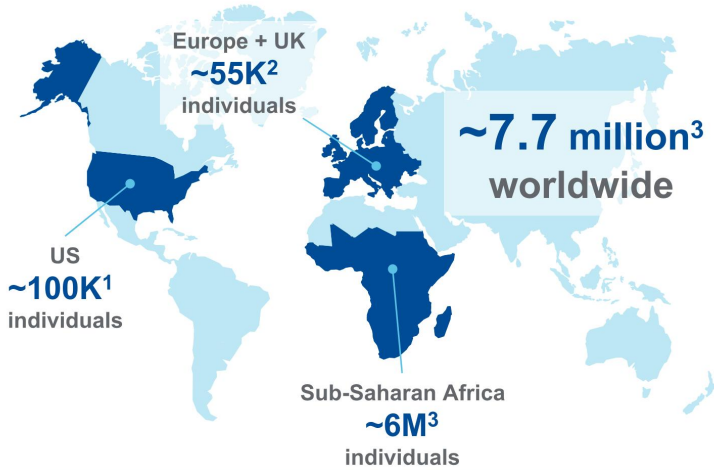 Europe + UK
~55K²
individuals
~7.7 million³
worldwide
US
~100K¹
individuals
Sub-Saharan Africa
~6M³
individuals